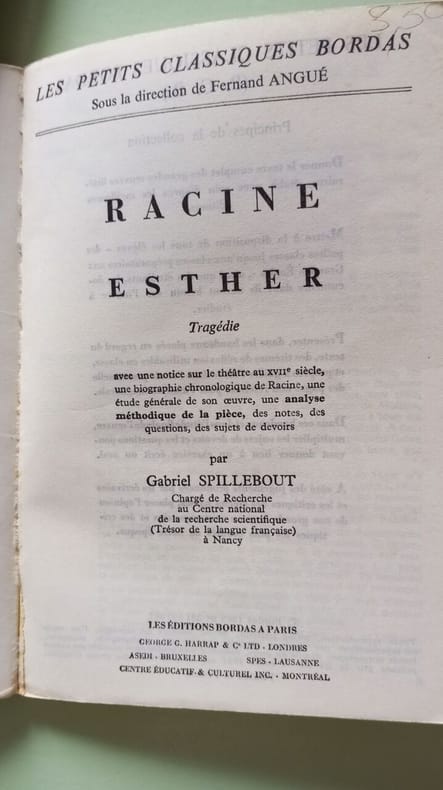 LES PETITS CLASSIQUES BORDAS
Sous la direction de Fernand ANGUÉ
RACINE
ESTHER
Tragédie
avec une notice sur le théâtre au XVIIe siècle,
une biographie chronologique de Racine, une
étude générale de son œuvre, une analyse
méthodique de la pièce, des notes, des
questions, des sujets de devoirs
par
Gabriel SPILLEBOUT
Chargé de Recherche
au Centre national
de la recherche scientifique
(Trésor de la langue française)
à Nancy
LES ÉDITIONS BORDAS A PARIS
GEORGE G. HARRAP & Cº LTD - LONDRES
ASEDI - BRUXELLES SPES - LAUSANNE
CENTRE ÉDUCATIF & CULTUREL INC. - MONTRÉAL